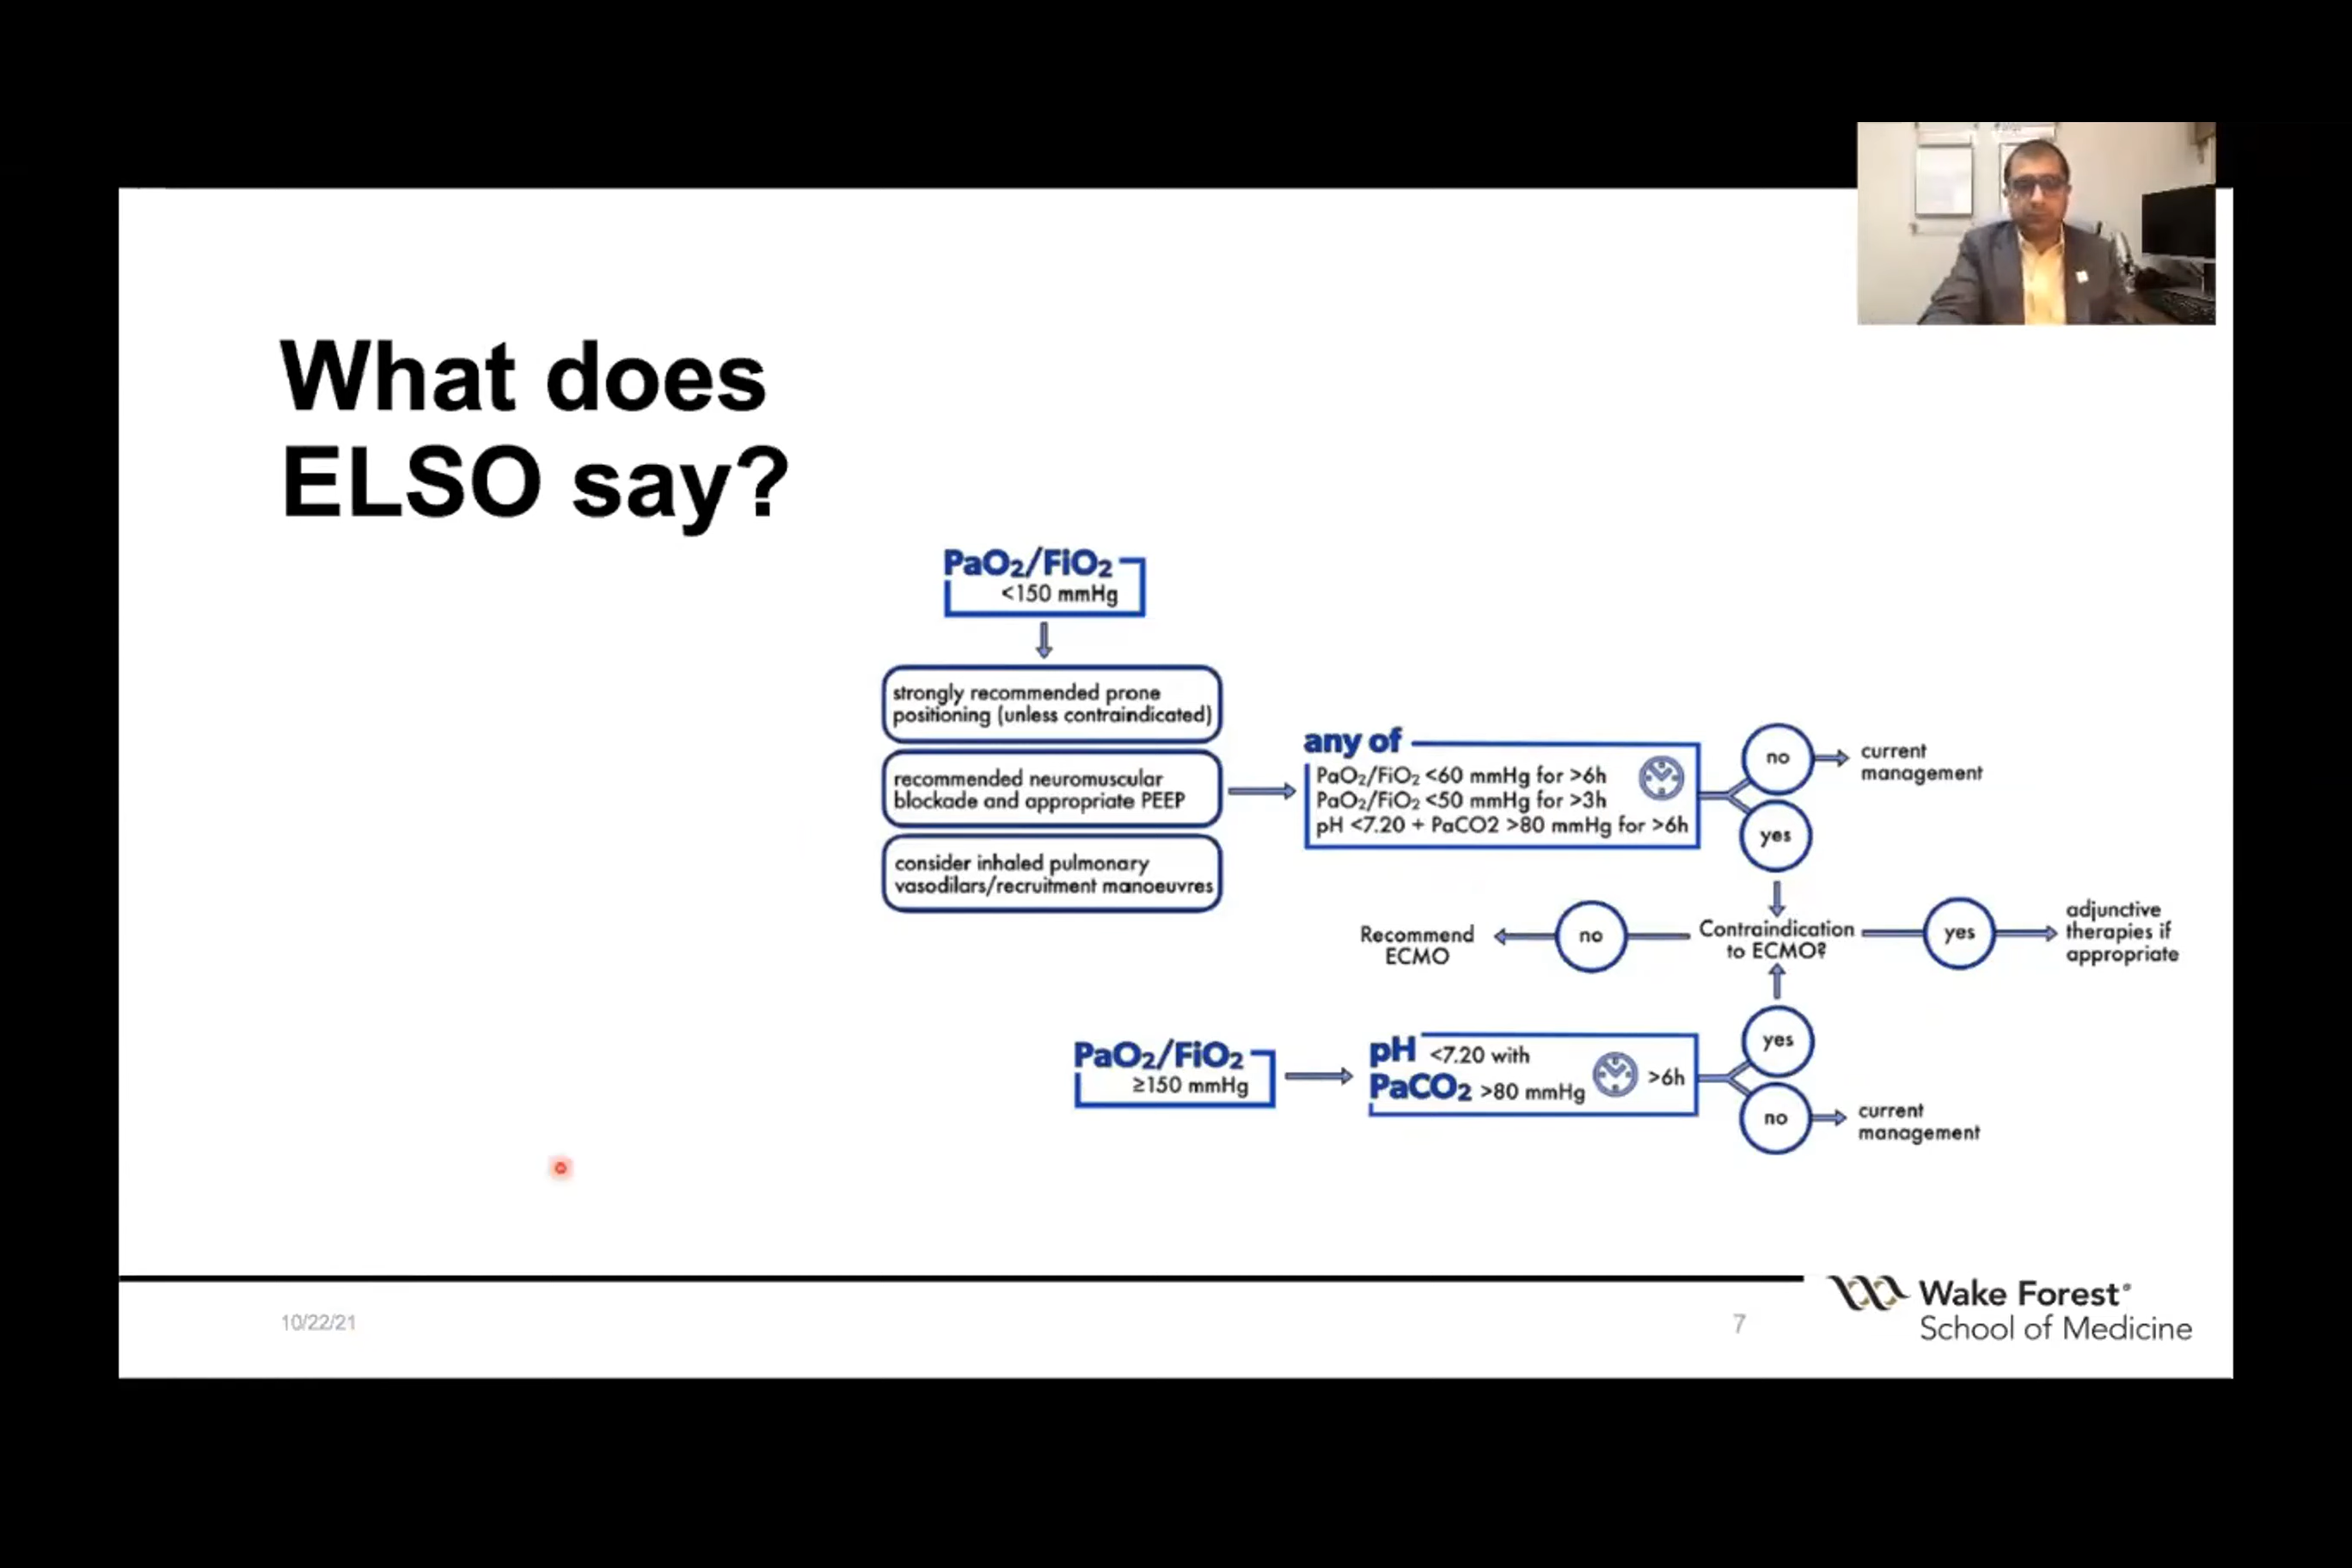 What does
ELSO say?
PaO₂/FiO₂
<150 mmHg
strongly recommended prone
positioning (unless contraindicated)
recommended neuromuscular
blockade and appropriate PEEP
consider inhaled pulmonary
vasodilars/recruitment manoeuvres
any of
PaO₂/FiO₂ <60 mmHg for >6h
PaO₂/FiO₂ <50 mmHg for >3h
pH <7.20 + PaCO2 >80 mmHg for >6h
no
current
management
yes
Contraindication
to ECMO?
no
Recommend
ECMO
yes
adjunctive
therapies if
appropriate
PaO₂/FiO₂
≥150 mmHg
pH <7.20 with
PaCO₂ >80 mmHg
>6h
yes
no
current
management
10/22/21
7
Wake Forest®
School of Medicine